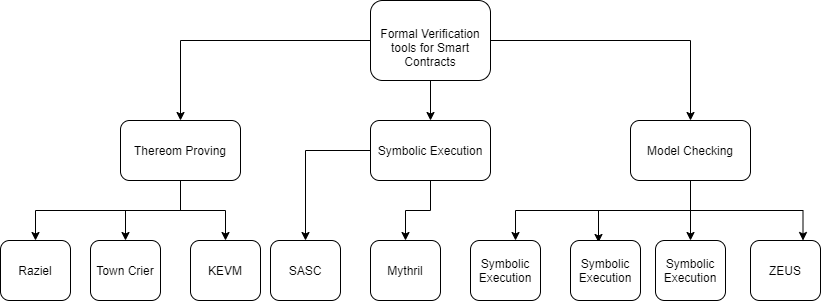 Formal Verification
tools for Smart
Contracts
Thereom Proving
Symbolic Execution
Model Checking
Raziel
Town Crier
KEVM
SASC
Mythril
Symbolic
Execution
Symbolic
Execution
Symbolic
Execution
ZEUS